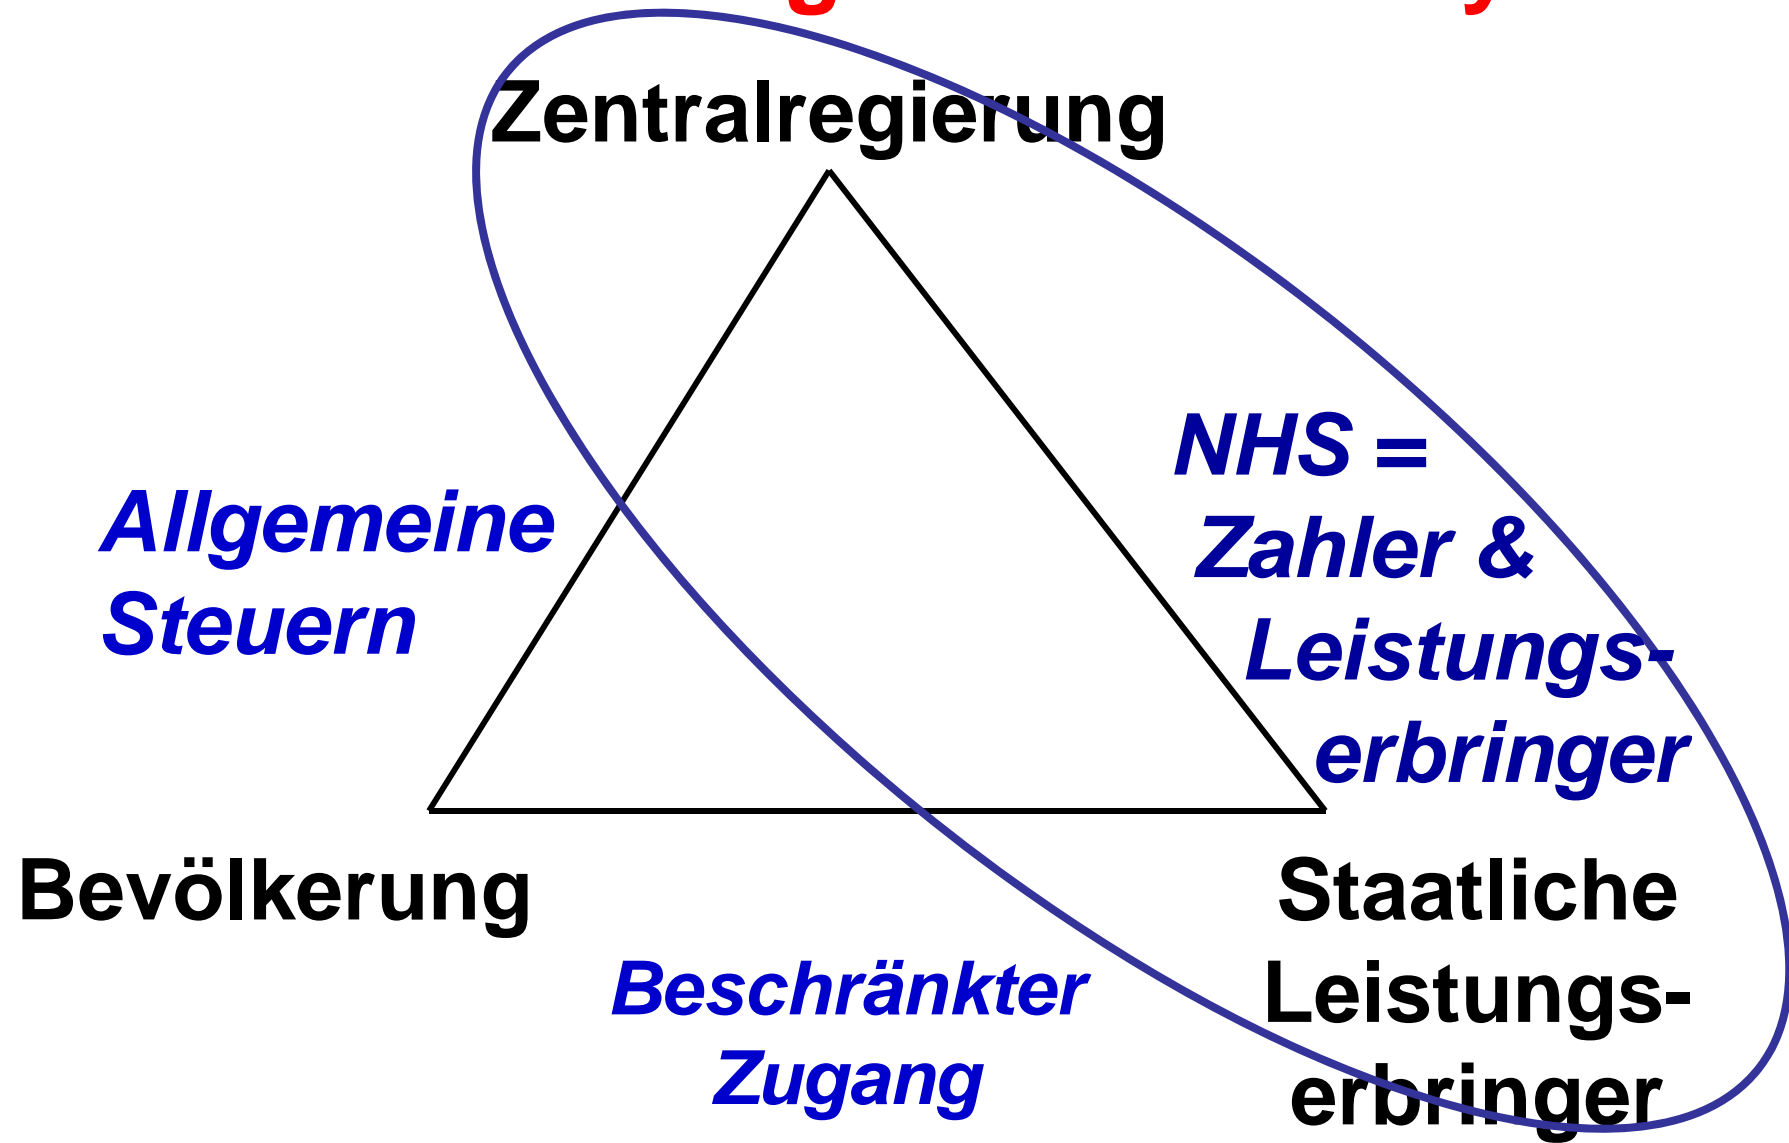 Zentralregierung
NHS =
Zahler &
Leistungs-
erbringer
Allgemeine
Steuern
Bevölkerung
Staatliche
Leistungs-
erbringer
Beschränkter
Zugang